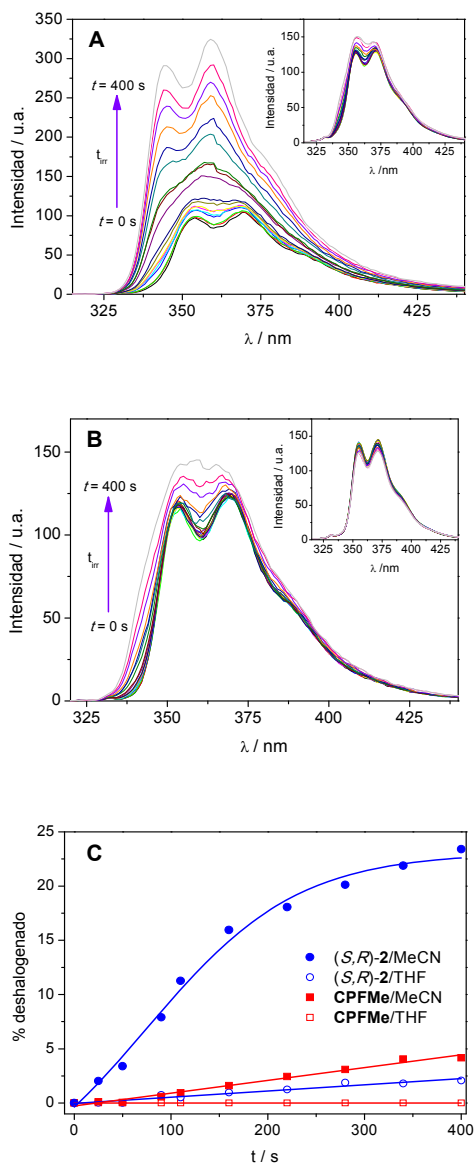 A
Intensidad / u.a.
350
300
250
200
150
100
50
0
t = 400 s
t_irr
t = 0 s
325 350 375 400 425
λ / nm
Intensidad / u.a.
150
100
50
0
325 350 375 400 425
λ / nm
B
Intensidad / u.a.
150
100
50
0
t = 400 s
t_irr
t = 0 s
325 350 375 400 425
λ / nm
Intensidad / u.a.
150
100
50
0
325 350 375 400 425
λ / nm
C
% deshalogenado
25
20
15
10
5
0
(S,R)-2/MeCN
(S,R)-2/THF
CPFMe/MeCN
CPFMe/THF
0 100 200 300 400
t / s